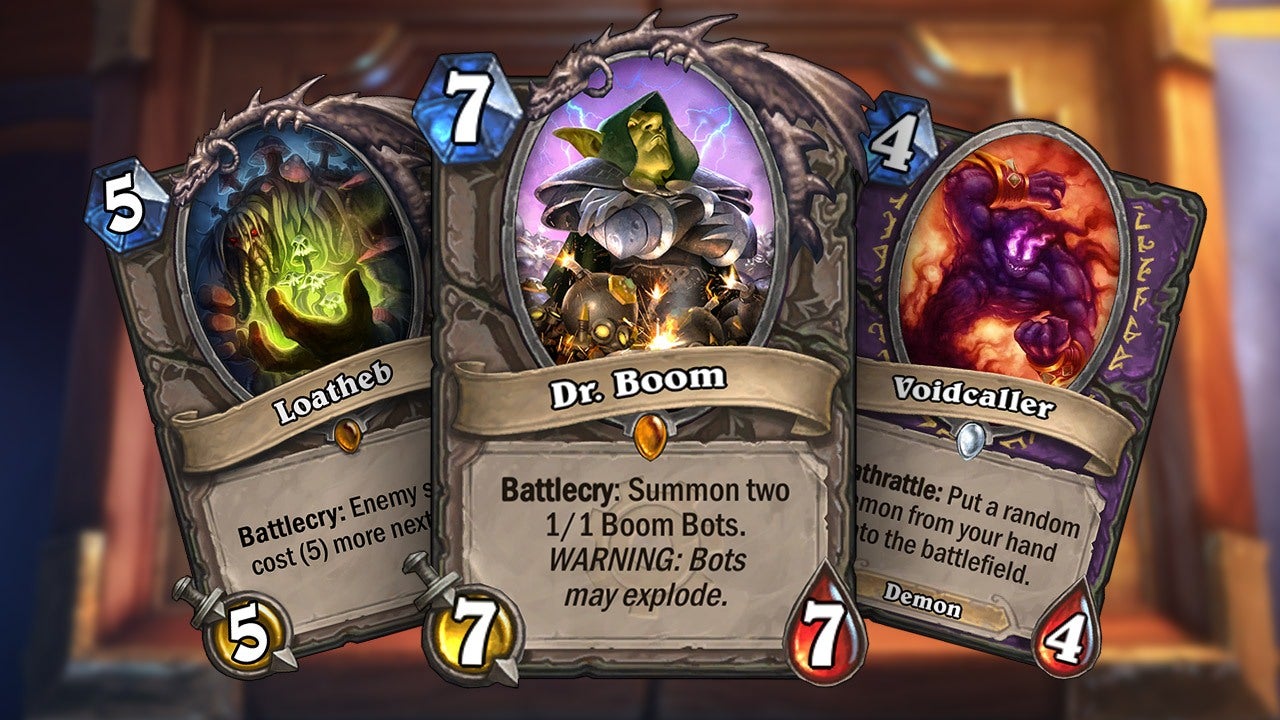 5
Loatheb
Battlecry: Enemy
cost (5) more next
5
7
Dr. Boom
Battlecry: Summon two
1/1 Boom Bots.
WARNING: Bots
may explode.
7
7
4
Voidcaller
athrattle: Put a random
emon from your hand
to the battlefield.
Demon
4